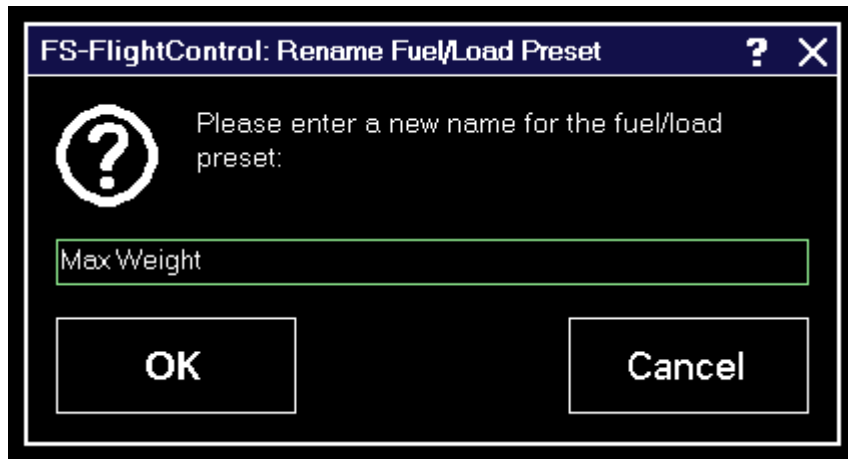 FS-FlightControl: Rename Fuel/Load Preset ? X
?
Please enter a new name for the fuel/load
preset:
Max Weight
OK Cancel